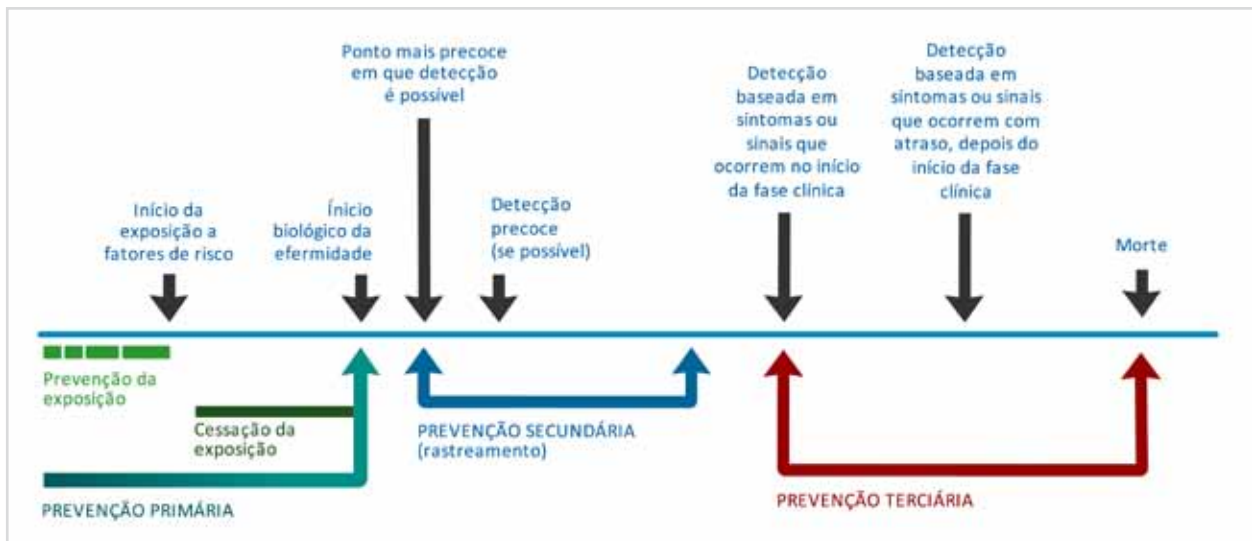 Ponto mais precoce
em que detecção
é possível
Detecção
baseada em
sintomas ou
sinais que
ocorrem no início
da fase clínica
Detecção
baseada em
sintomas ou sinais
que ocorrem com
atraso, depois do
início da fase
clínica
Início da
exposição a
fatores de risco
Ínicio
biológico da
efermidade
Detecção
precoce
(se possível)
Morte
Prevenção da
exposição
Cessação da
exposição
PREVENÇÃO PRIMÁRIA
PREVENÇÃO SECUNDÁRIA
(rastreamento)
PREVENÇÃO TERCIÁRIA